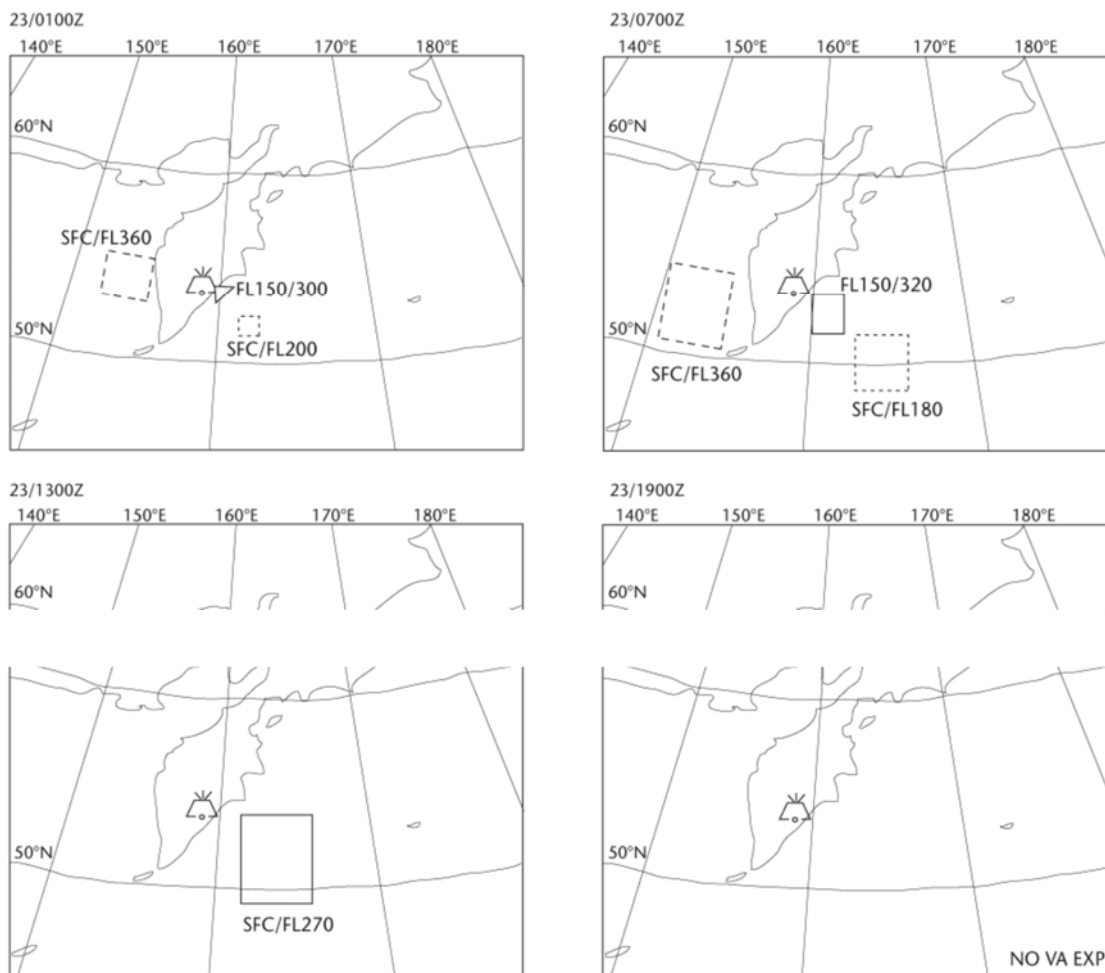 23/0100Z
140°E 150°E 160°E 170°E 180°E
60°N
SFC/FL360
FL150/300
50°N
SFC/FL200
23/0700Z
140°E 150°E 160°E 170°E 180°E
60°N
FL150/320
50°N
SFC/FL360
SFC/FL180
23/1300Z
140°E 150°E 160°E 170°E 180°E
60°N
50°N
SFC/FL270
23/1900Z
140°E 150°E 160°E 170°E 180°E
60°N
50°N
NO VA EXP